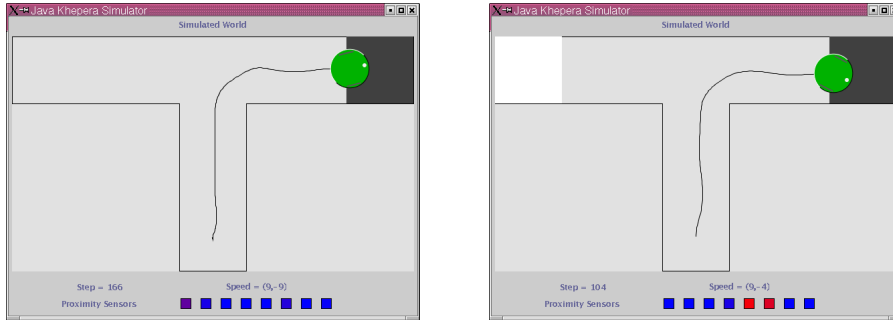 Java Khepera Simulator
Simulated World
Step = 166
Speed = (9,-9)
Proximity Sensors
Java Khepera Simulator
Simulated World
Step = 104
Speed = (9,-4)
Proximity Sensors